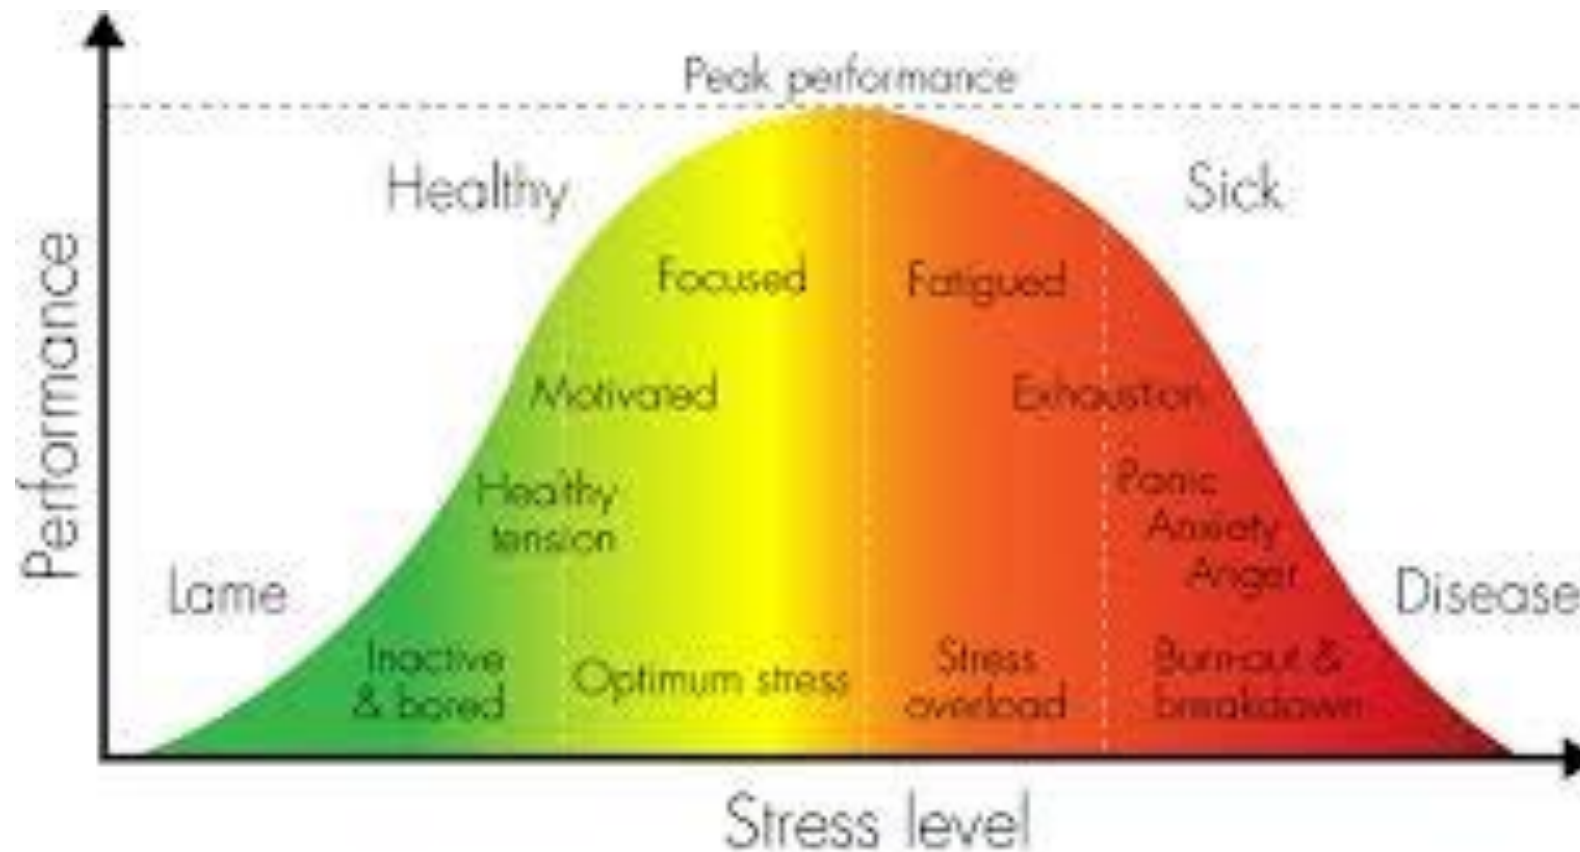 Peak performance
Healthy
Sick
Focused
Fatigued
Motivated
Exhaustion
Healthy
tension
Panic
Anxiety
Anger
Lame
Disease
Inactive
& bored
Optimum stress
Stress
overload
Burn-out &
breakdown
Performance
Stress level